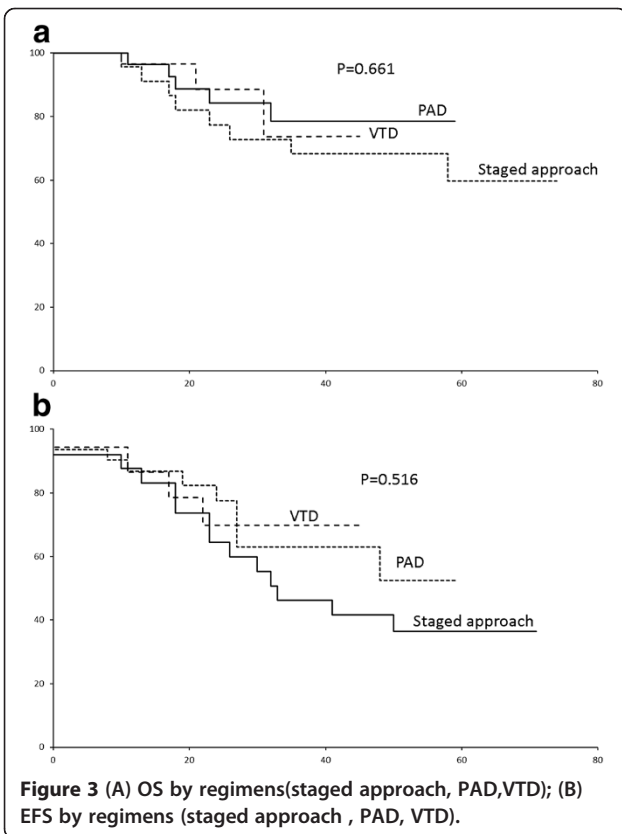 a
100
80
60
40
20
0
P=0.661
PAD
VTD
Staged approach
0 20 40 60 80
b
100
80
60
40
20
0
P=0.516
VTD
PAD
Staged approach
0 20 40 60 80
Figure 3 (A) OS by regimens(staged approach, PAD,VTD); (B)
EFS by regimens (staged approach , PAD, VTD).